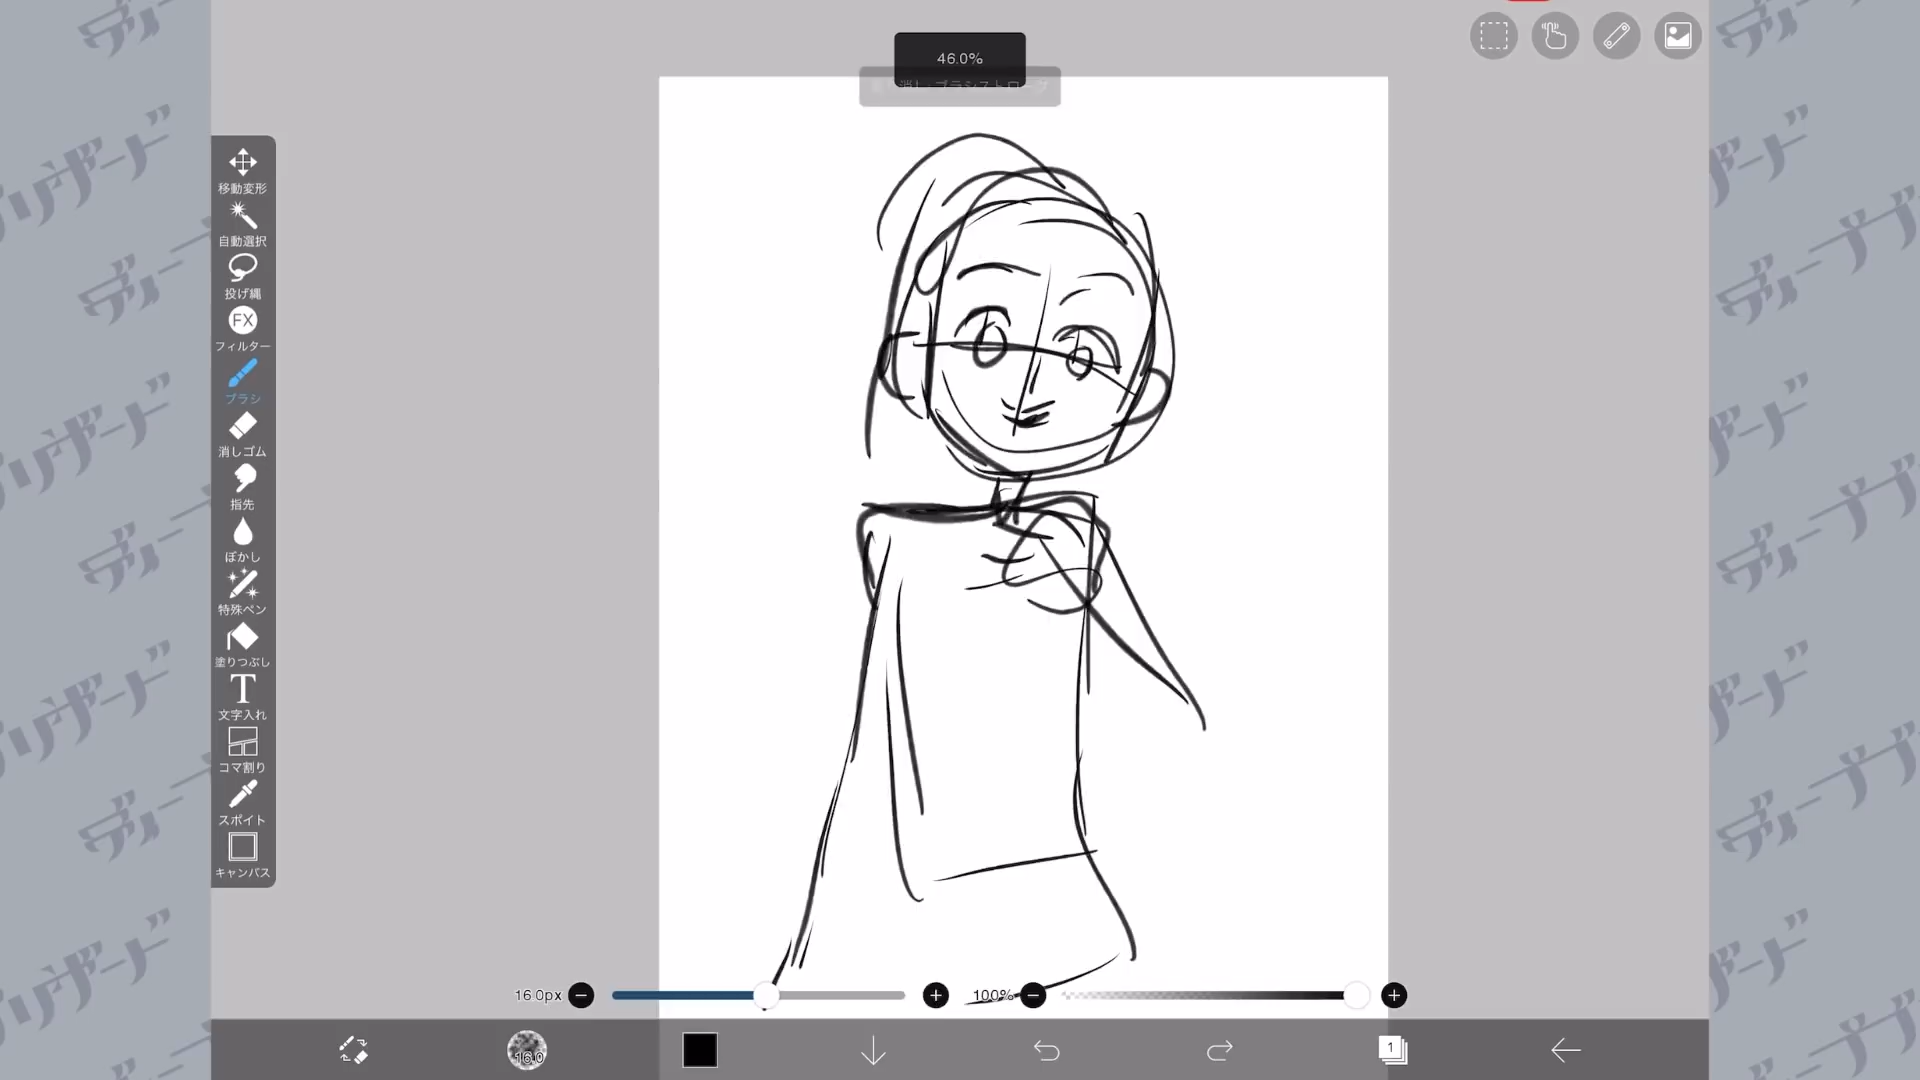 46.0%
移動変形
自動選択
投げ縄
FX
フィルター
ブラシ
消しゴム
指先
ぼかし
特殊ペン
塗りつぶし
T
文字入れ
コマ割り
スポイト
キャンバス
16.0px
100%
16.0
1